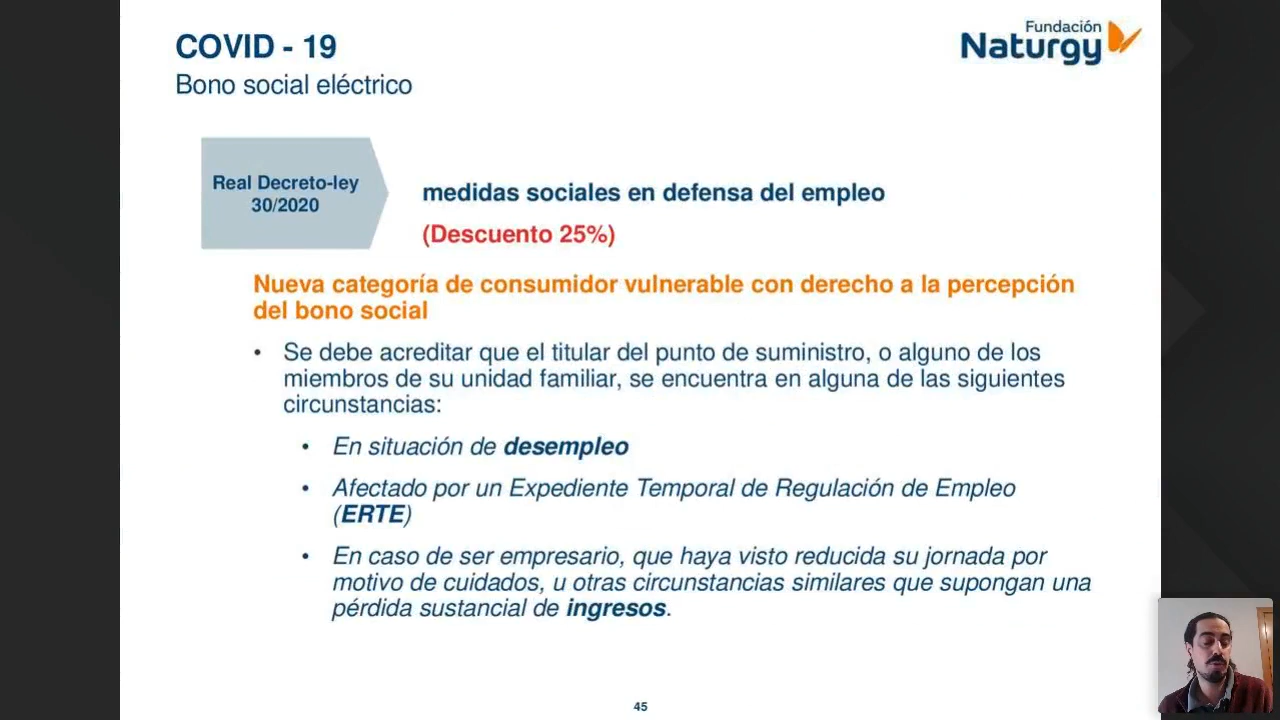 COVID - 19
Bono social eléctrico
Fundación
Naturgy
Real Decreto-ley
30/2020
medidas sociales en defensa del empleo
(Descuento 25%)
Nueva categoría de consumidor vulnerable con derecho a la percepción
del bono social
• Se debe acreditar que el titular del punto de suministro, o alguno de los
miembros de su unidad familiar, se encuentra en alguna de las siguientes
circunstancias:
• En situación de desempleo
• Afectado por un Expediente Temporal de Regulación de Empleo
(ERTE)
• En caso de ser empresario, que haya visto reducida su jornada por
motivo de cuidados, u otras circunstancias similares que supongan una
pérdida sustancial de ingresos.
45